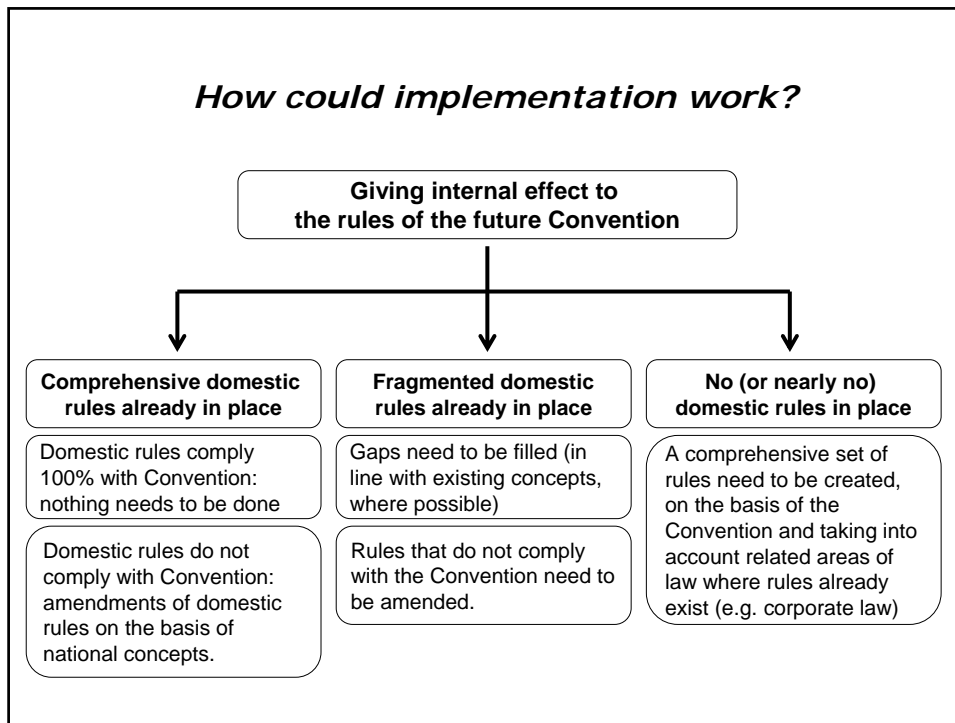 How could implementation work?
Giving internal effect to
the rules of the future Convention
Comprehensive domestic
rules already in place
Domestic rules comply
100% with Convention:
nothing needs to be done
Domestic rules do not
comply with Convention:
amendments of domestic
rules on the basis of
national concepts.
Fragmented domestic
rules already in place
Gaps need to be filled (in
line with existing concepts,
where possible)
Rules that do not comply
with the Convention need to
be amended.
No (or nearly no)
domestic rules in place
A comprehensive set of
rules need to be created,
on the basis of the
Convention and taking into
account related areas of
law where rules already
exist (e.g. corporate law)